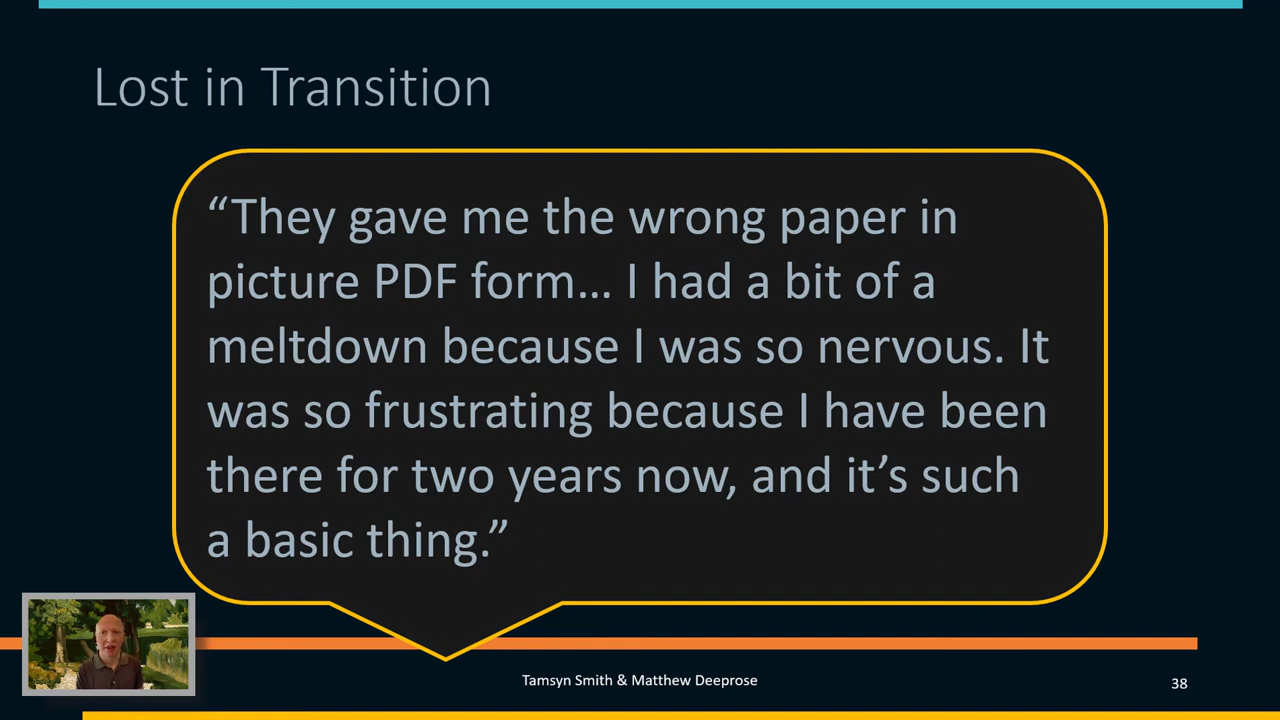 Lost in Transition
“They gave me the wrong paper in
picture PDF form… I had a bit of a
meltdown because I was so nervous. It
was so frustrating because I have been
there for two years now, and it’s such
a basic thing.”
Tamsyn Smith & Matthew Deeprose
38